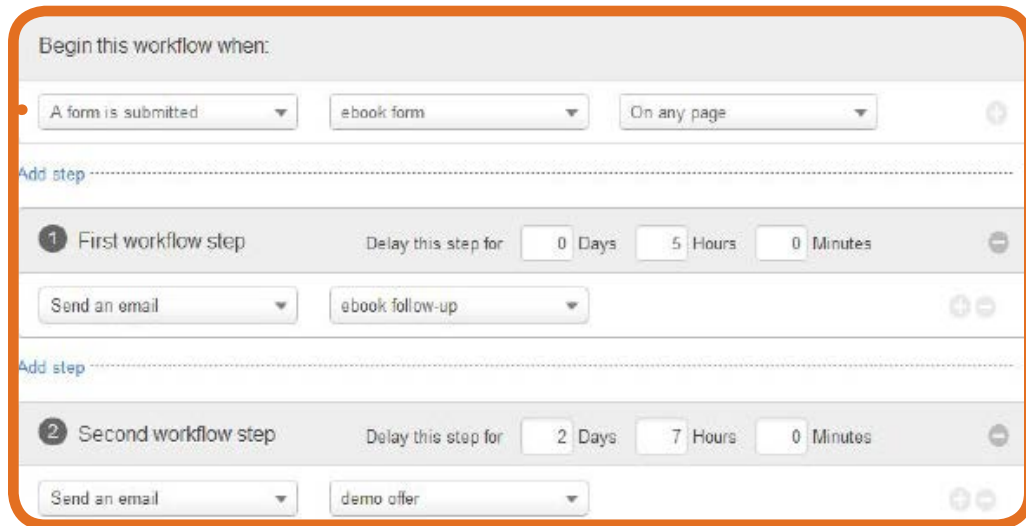 Begin this workflow when:
A form is submitted ebook form On any page
Add step
1 First workflow step Delay this step for 0 Days 5 Hours 0 Minutes
Send an email ebook follow-up
Add step
2 Second workflow step Delay this step for 2 Days 7 Hours 0 Minutes
Send an email demo offer